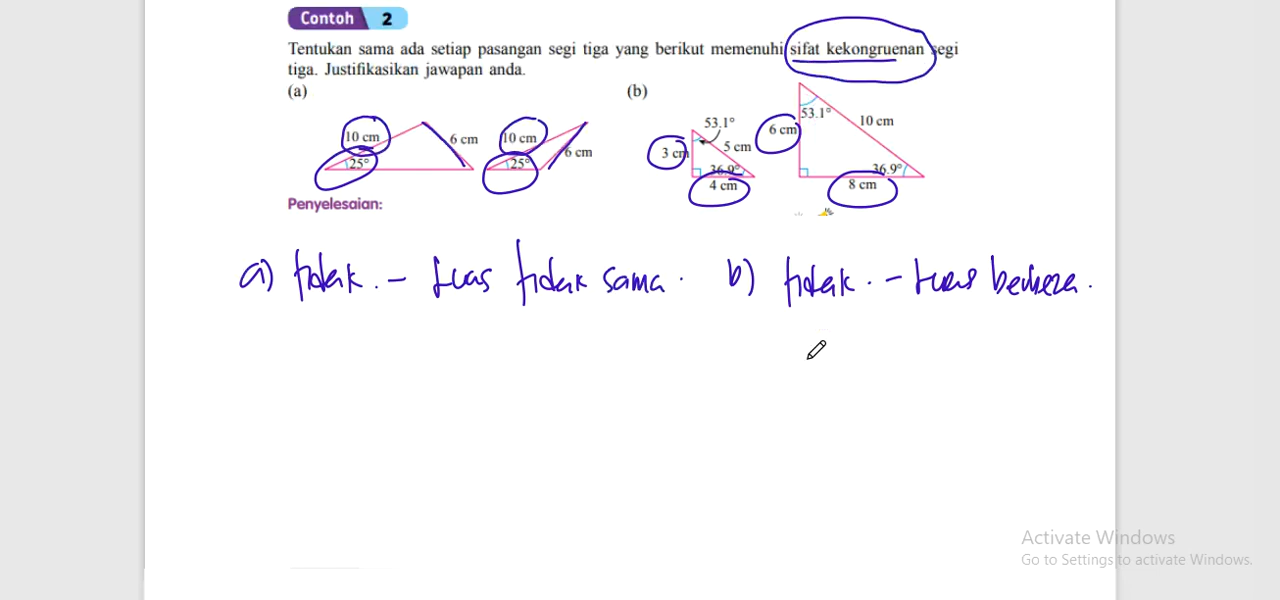 Contoh 2
Tentukan sama ada setiap pasangan segi tiga yang berikut memenuhi sifat kekongruenan segi
tiga. Justifikasikan jawapan anda.
(a) (b)
10 cm 6 cm 25°
10 cm 6 cm 25°
53.1° 3 cm 5 cm 36.9° 4 cm
53.1° 6 cm 10 cm 36.9° 8 cm
Penyelesaian:
a) tidak. - luas tidak sama. b) tidak. - luas berbeza.
Activate Windows
Go to Settings to activate Windows.